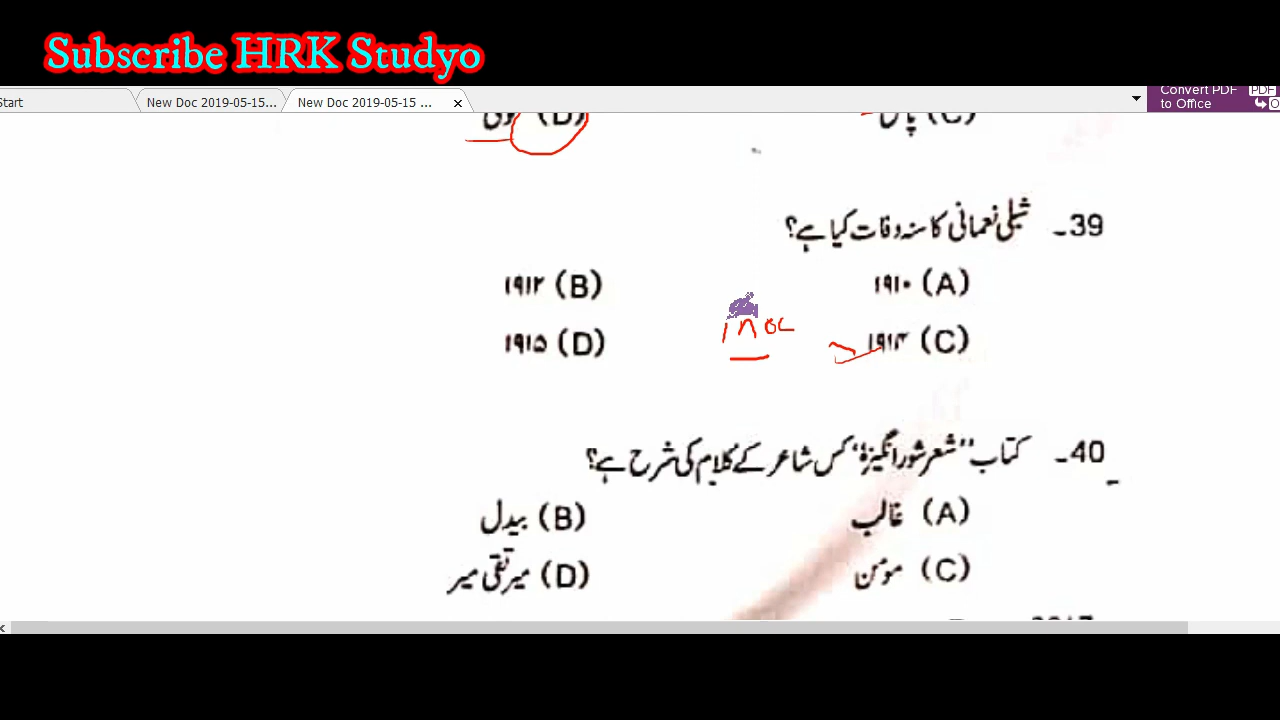 Subscribe HRK Studyo
Start
New Doc 2019-05-15...
New Doc 2019-05-15 ...
Convert PDF
to Office
PDF
(C) پاس
(D)
39۔ شبلی نعمانی کا سنہ وفات کیا ہے؟
(A) ۱۹۱۰
(B) ۱۹۱۲
(C) ۱۹۱۴
(D) ۱۹۱۵
40۔ کتاب "شعر شور انگیز" کس شاعر کے کلام کی شرح ہے؟
(A) غالب
(B) بیدل
(C) مومن
(D) میر تقی میر